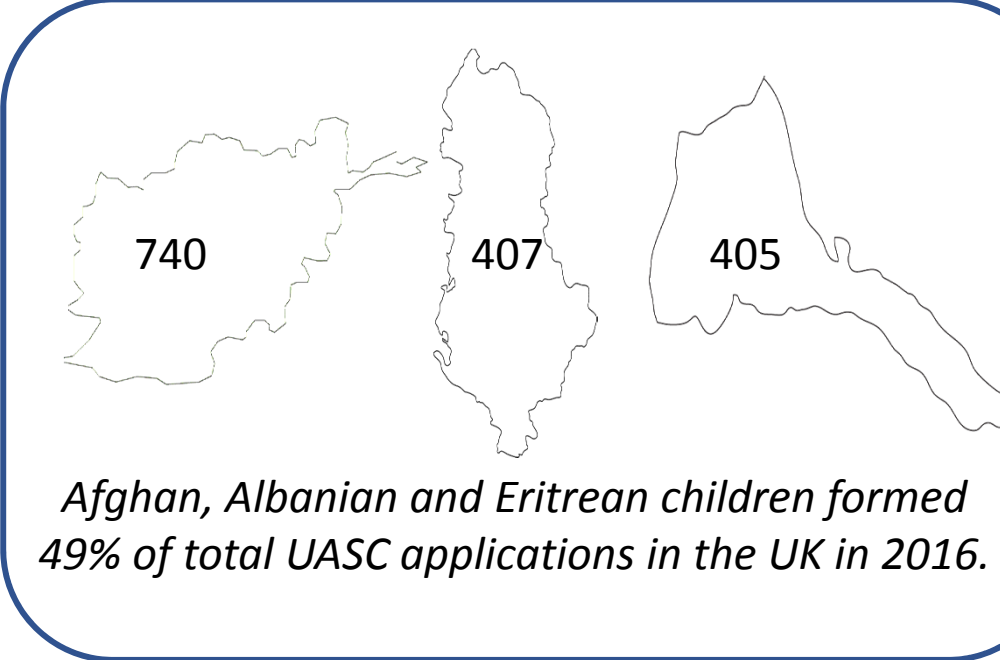 740 407 405
Afghan, Albanian and Eritrean children formed
49% of total UASC applications in the UK in 2016.